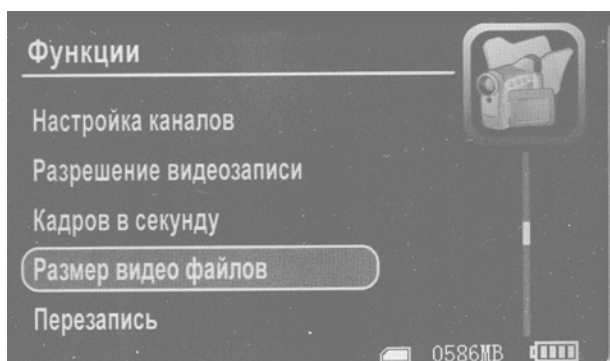 Функции
Настройка каналов
Разрешение видеозаписи
Кадров в секунду
Размер видео файлов
Перезапись
0586MB